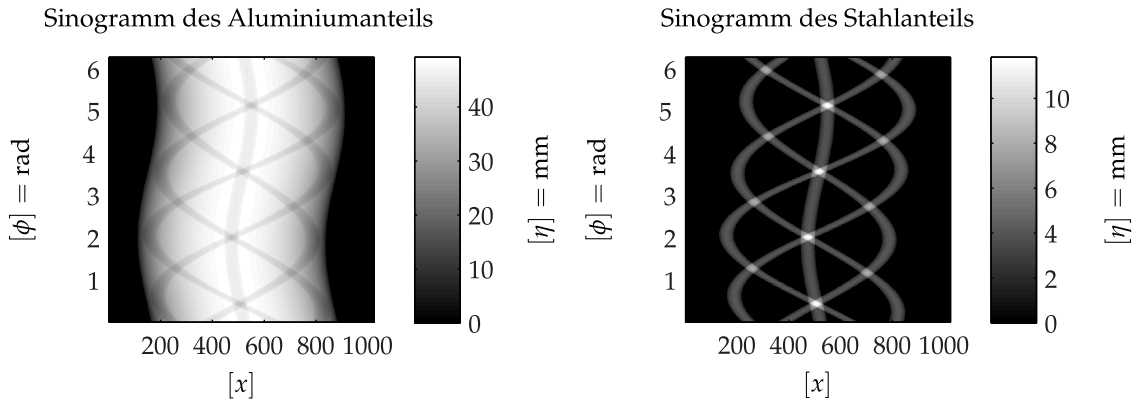 Sinogramm des Aluminiumanteils
6
5
4
3
2
1
[ϕ] = rad
200 400 600 800 1000
[x]
40
30
20
10
0
[η] = mm
Sinogramm des Stahlanteils
6
5
4
3
2
1
[ϕ] = rad
200 400 600 800 1000
[x]
10
8
6
4
2
0
[η] = mm